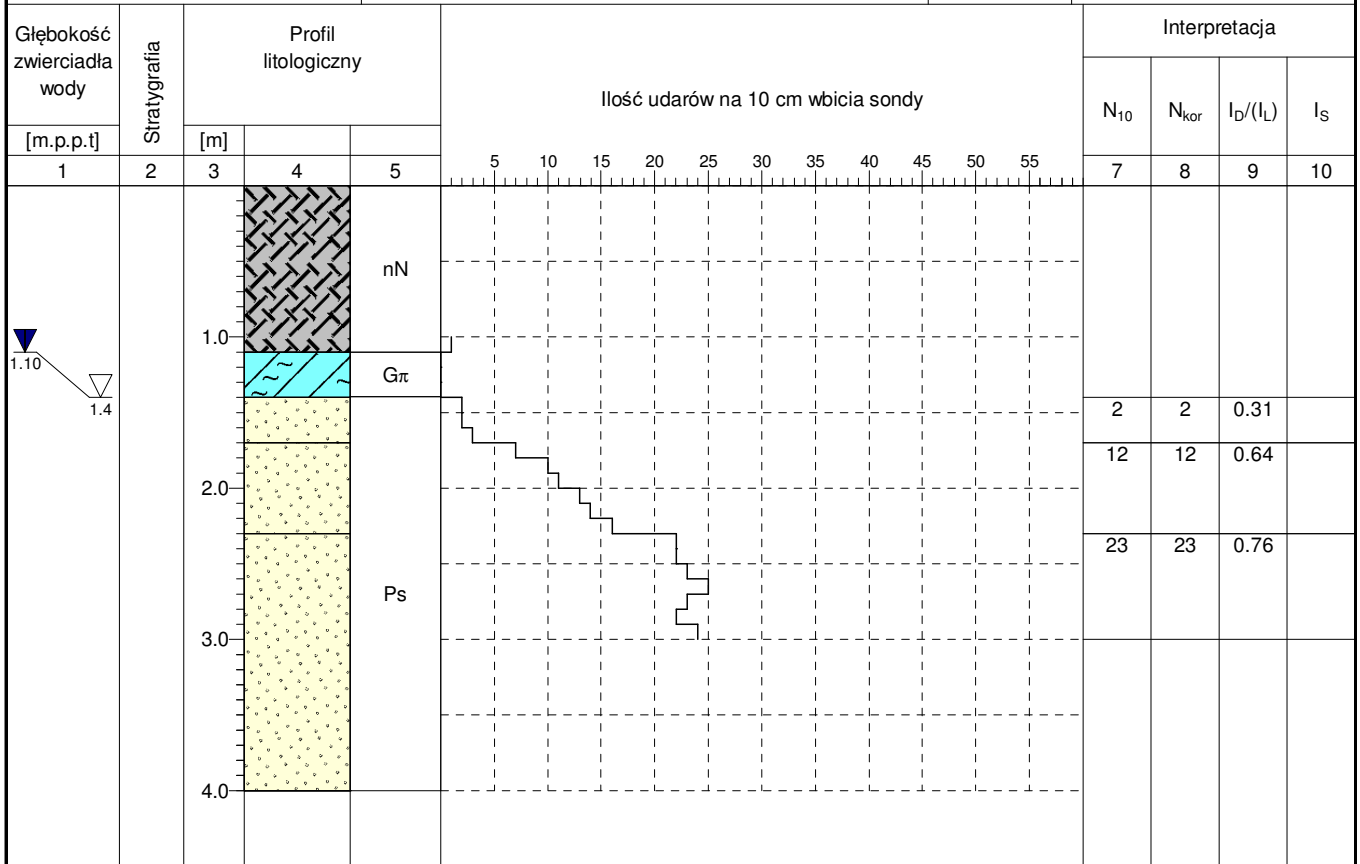 Głębokość
zwierciadła
wody
[m.p.p.t]
Stratygrafia
Profil
litologiczny
[m]
Ilość udarów na 10 cm wbicia sondy
Interpretacja
N10 Nkor ID/(IL) IS
5 10 15 20 25 30 35 40 45 50 55
1 2 3 4 5 7 8 9 10
nN
1.0
1.10
Gπ
1.4
2 2 0.31
12 12 0.64
2.0
23 23 0.76
Ps
3.0
4.0